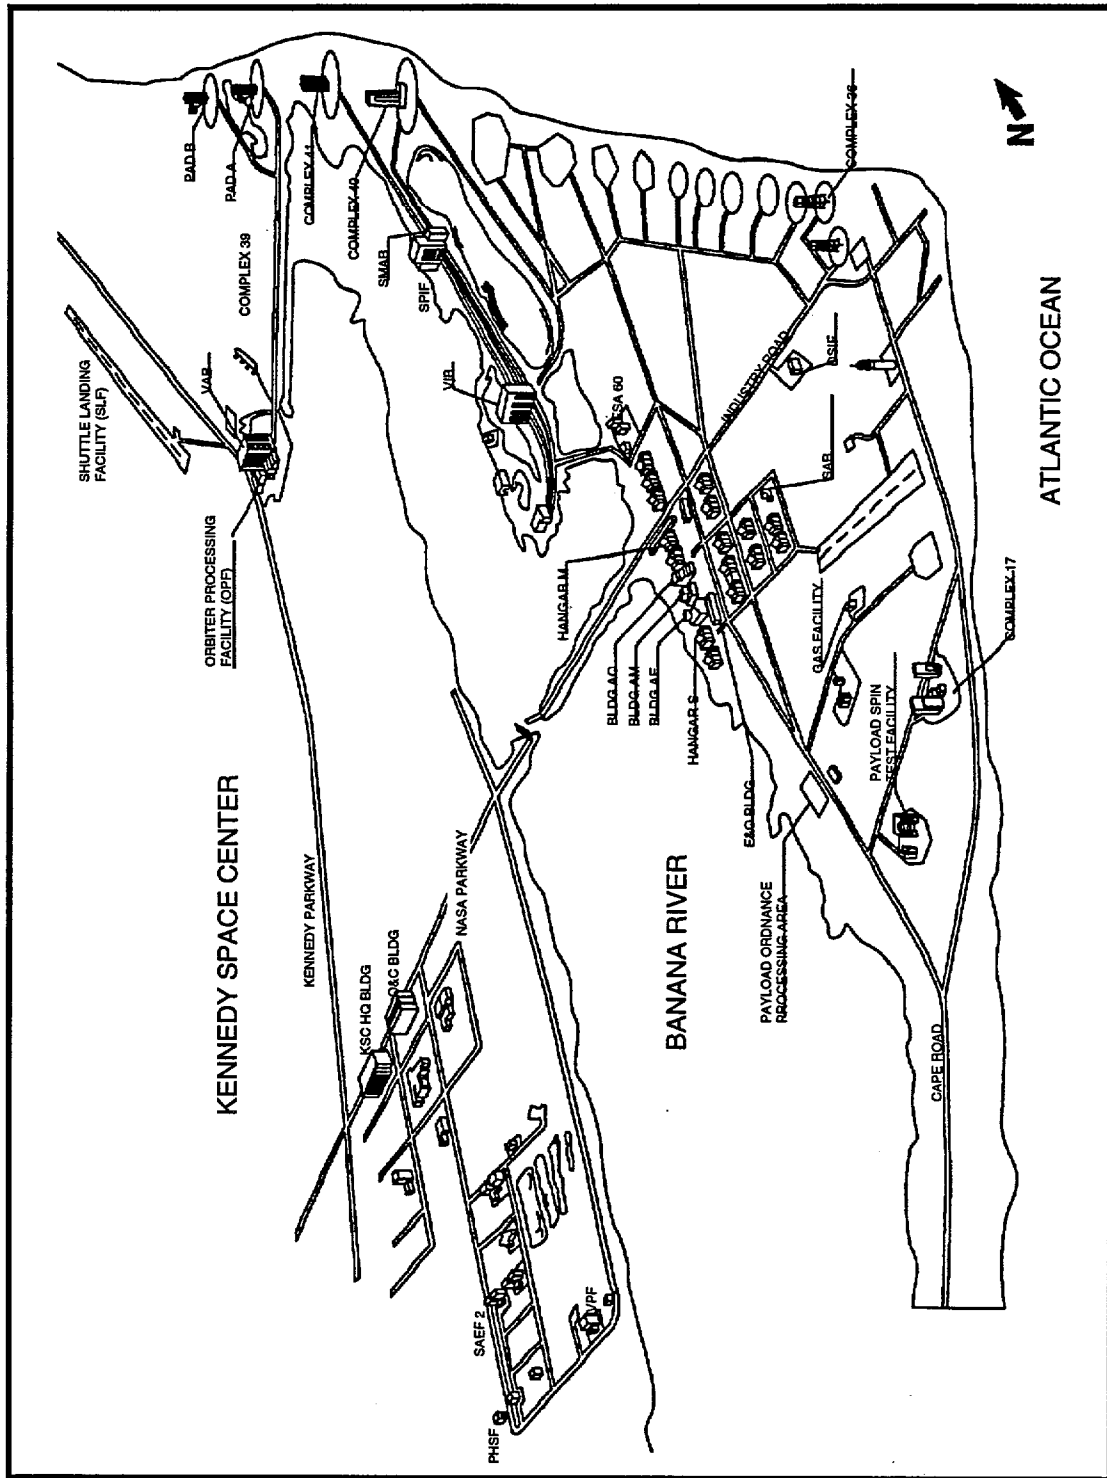 KENNEDY SPACE CENTER
SHUTTLE LANDING
FACILITY (SLF)
ORBITER PROCESSING
FACILITY (OPF)
VAB
COMPLEX 39
PAD B
PAD A
COMPLEX 41
COMPLEX 40
SMAB
SPIF
VIB
KENNEDY PARKWAY
KSC HQ BLDG
O&C BLDG
NASA PARKWAY
PHSF
SAEF 2
VPF
BANANA RIVER
HANGAR M
BLDG AO
BLDG AM
BLDG AE
HANGAR S
E&O BLDG
ESA 60
INDUSTRY ROAD
COMPLEX 36
DSIF
SAB
GAS FACILITY
PAYLOAD SPIN
TEST FACILITY
COMPLEX 17
PAYLOAD ORDNANCE
PROCESSING AREA
CAPE ROAD
ATLANTIC OCEAN
N